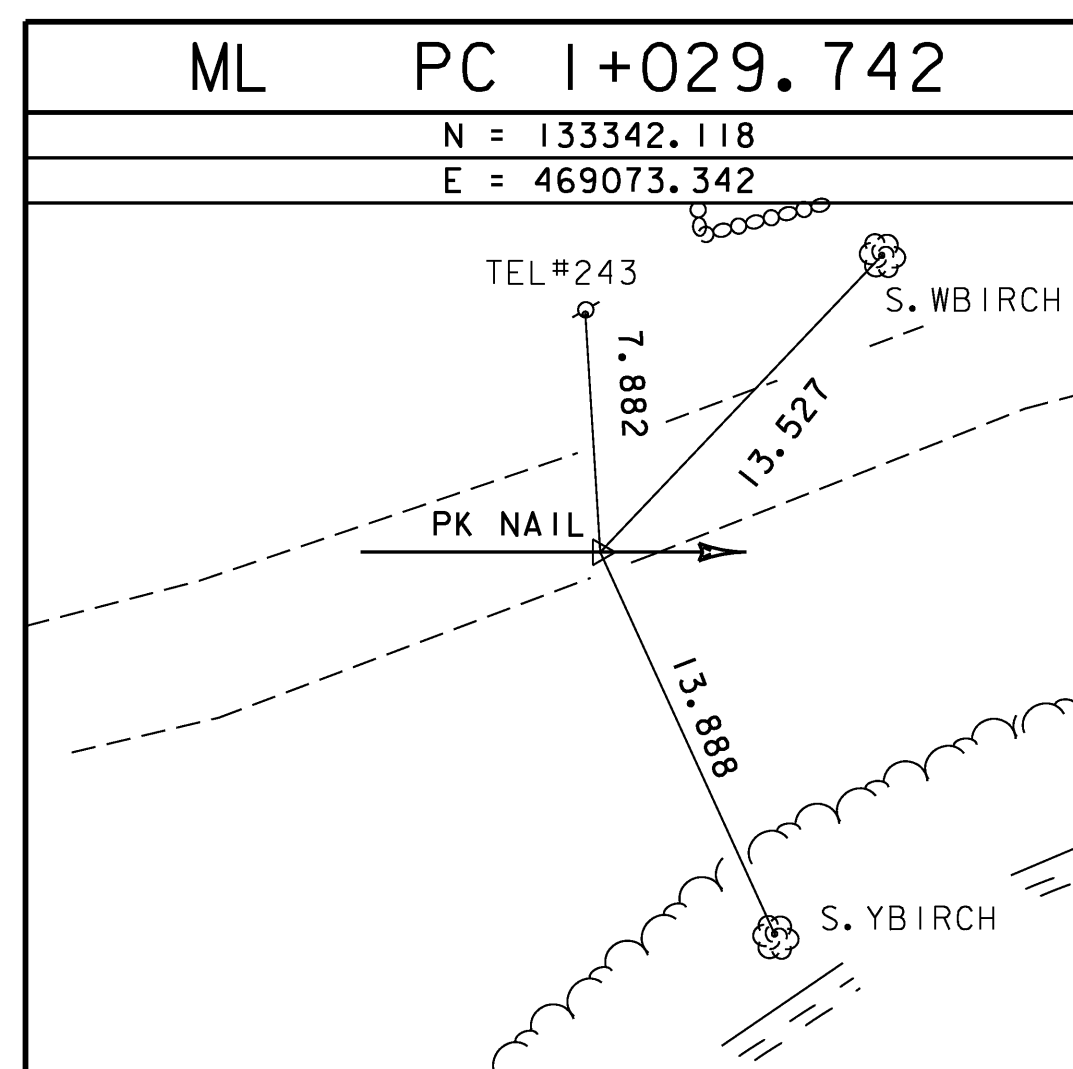 ML PC 1+029.742
N = 133342.118
E = 469073.342
TEL#243
S.WBIRCH
7.882
13.527
PK NAIL
13.888
S.YBIRCH